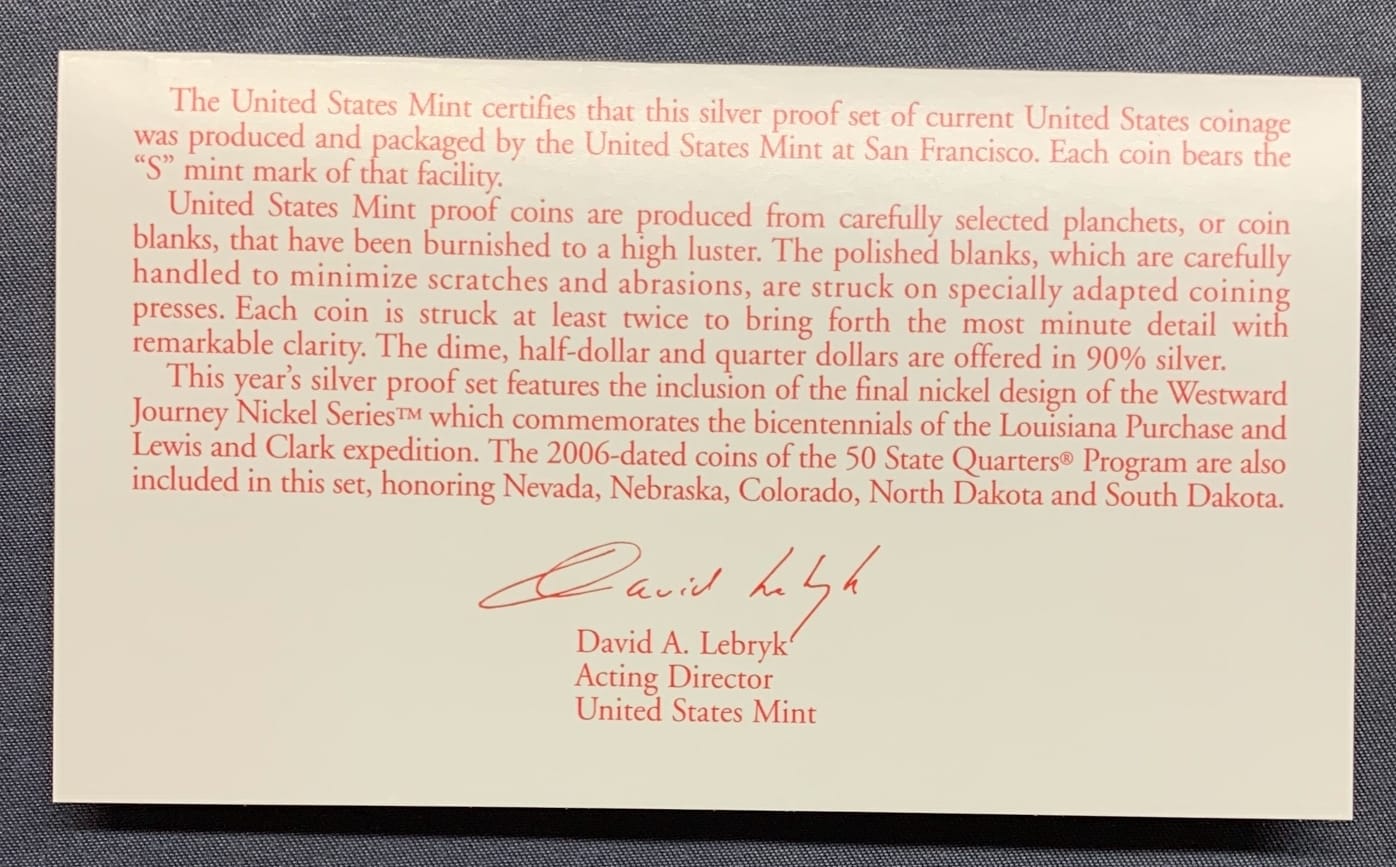 The United States Mint certifies that this silver proof set of current United States coinage
was produced and packaged by the United States Mint at San Francisco. Each coin bears the
“S” mint mark of that facility.
United States Mint proof coins are produced from carefully selected planchets, or coin
blanks, that have been burnished to a high luster. The polished blanks, which are carefully
handled to minimize scratches and abrasions, are struck on specially adapted coining
presses. Each coin is struck at least twice to bring forth the most minute detail with
remarkable clarity. The dime, half-dollar and quarter dollars are offered in 90% silver.
This year’s silver proof set features the inclusion of the final nickel design of the Westward
Journey Nickel Series™ which commemorates the bicentennials of the Louisiana Purchase and
Lewis and Clark expedition. The 2006-dated coins of the 50 State Quarters® Program are also
included in this set, honoring Nevada, Nebraska, Colorado, North Dakota and South Dakota.
David Lebryk
David A. Lebryk
Acting Director
United States Mint